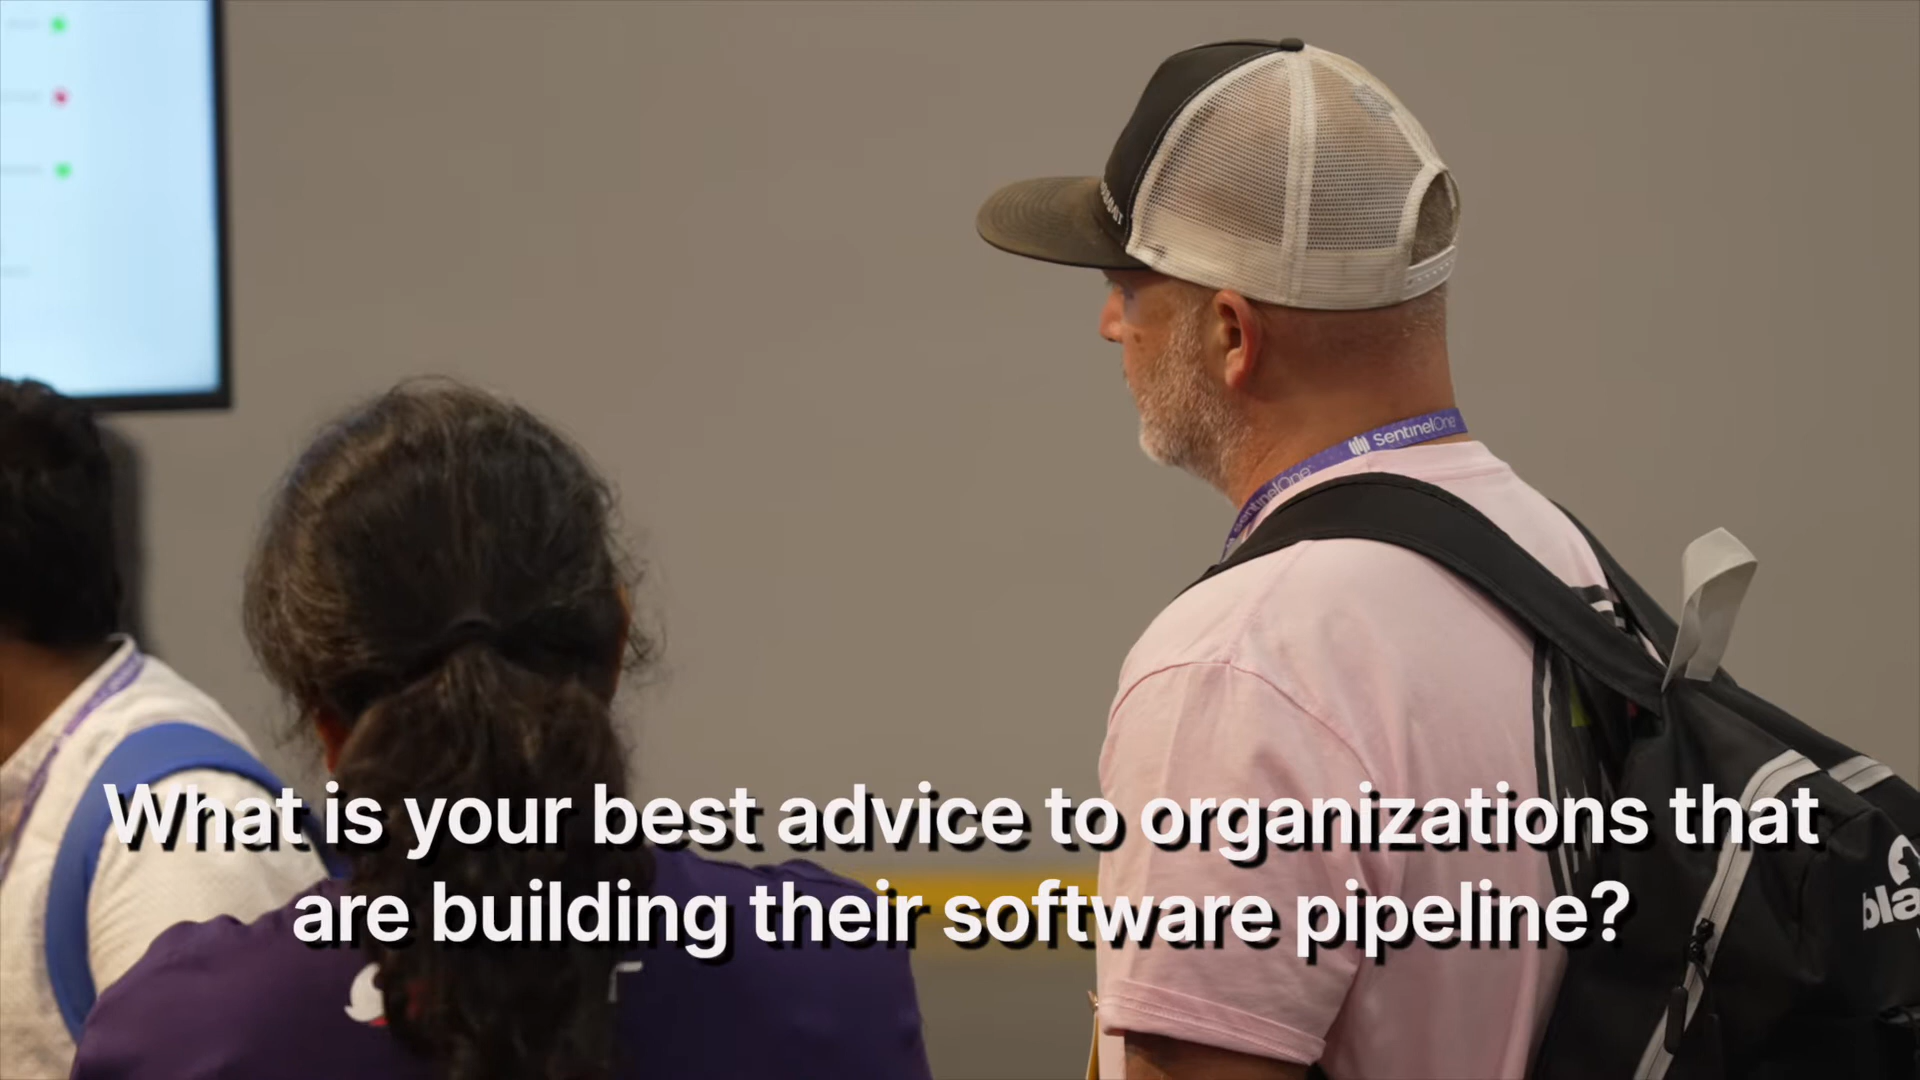 SentinelOne
SentinelOne
What is your best advice to organizations that
are building their software pipeline?
bla